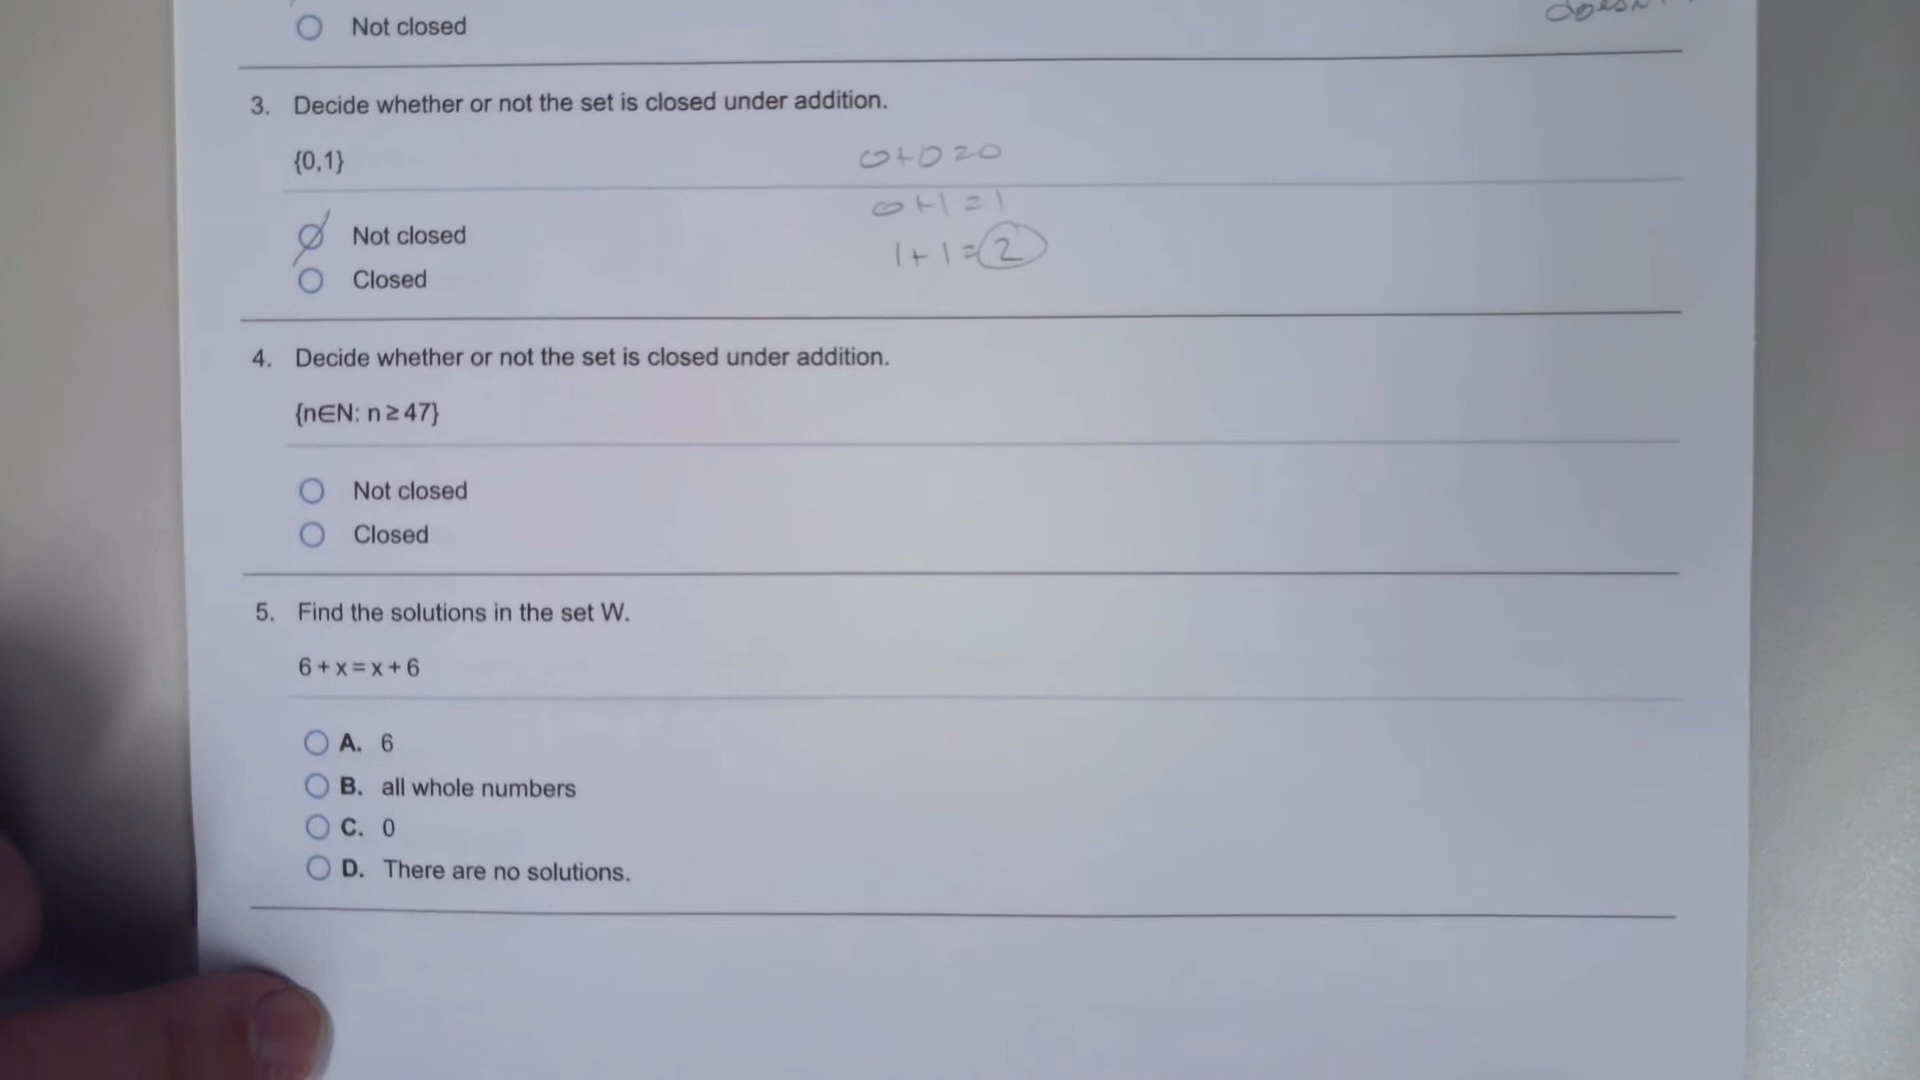 Not closed
3. Decide whether or not the set is closed under addition.
{0,1}
0+0=0
0+1=1
1+1=2
Not closed
Closed
4. Decide whether or not the set is closed under addition.
{n∈N: n≥47}
Not closed
Closed
5. Find the solutions in the set W.
6+x=x+6
A. 6
B. all whole numbers
C. 0
D. There are no solutions.